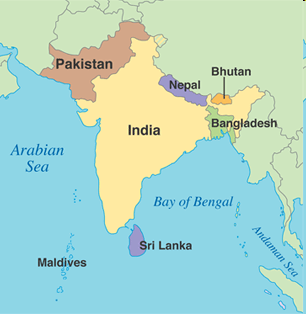 Pakistan
Bhutan
Nepal
Bangladesh
India
Arabian
Sea
Bay of Bengal
Andaman Sea
Sri Lanka
Maldives